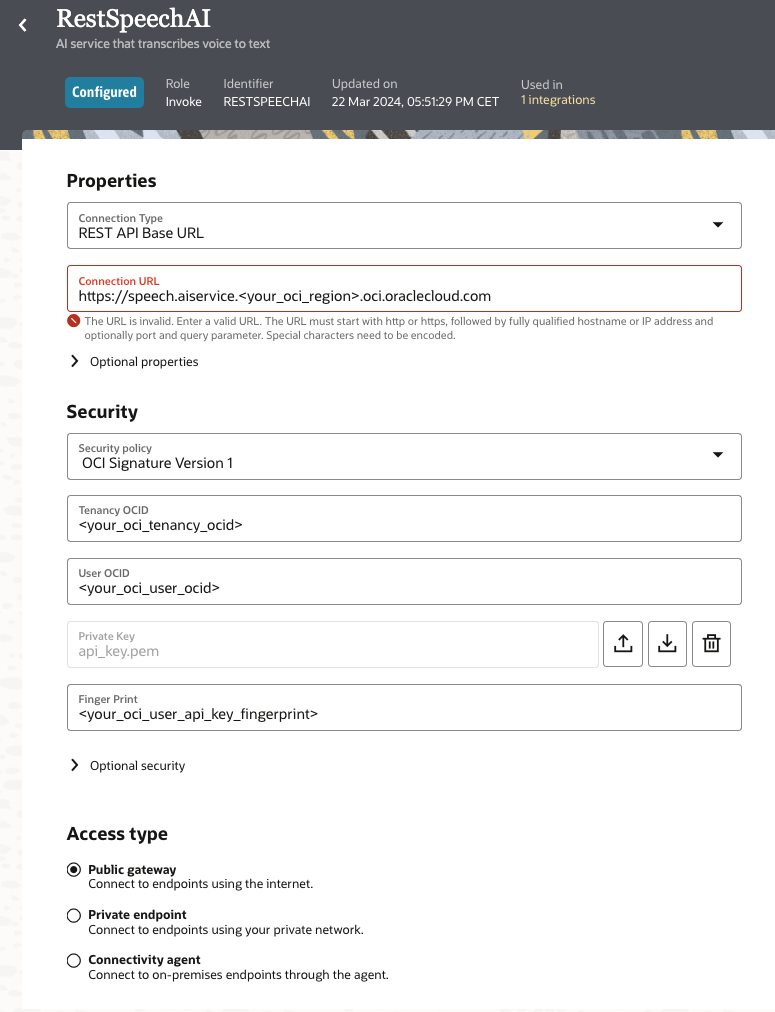 RestSpeechAI
AI service that transcribes voice to text
Configured
Role
Invoke
Identifier
RESTSPEECHAI
Updated on
22 Mar 2024, 05:51:29 PM CET
Used in
1 integrations
Properties
Connection Type
REST API Base URL
Connection URL
https://speech.aiservice.<your_oci_region>.oci.oraclecloud.com
The URL is invalid. Enter a valid URL. The URL must start with http or https, followed by fully qualified hostname or IP address and
optionally port and query parameter. Special characters need to be encoded.
Optional properties
Security
Security policy
OCI Signature Version 1
Tenancy OCID
<your_oci_tenancy_ocid>
User OCID
<your_oci_user_ocid>
Private Key
api_key.pem
Finger Print
<your_oci_user_api_key_fingerprint>
Optional security
Access type
Public gateway
Connect to endpoints using the internet.
Private endpoint
Connect to endpoints using your private network.
Connectivity agent
Connect to on-premises endpoints through the agent.